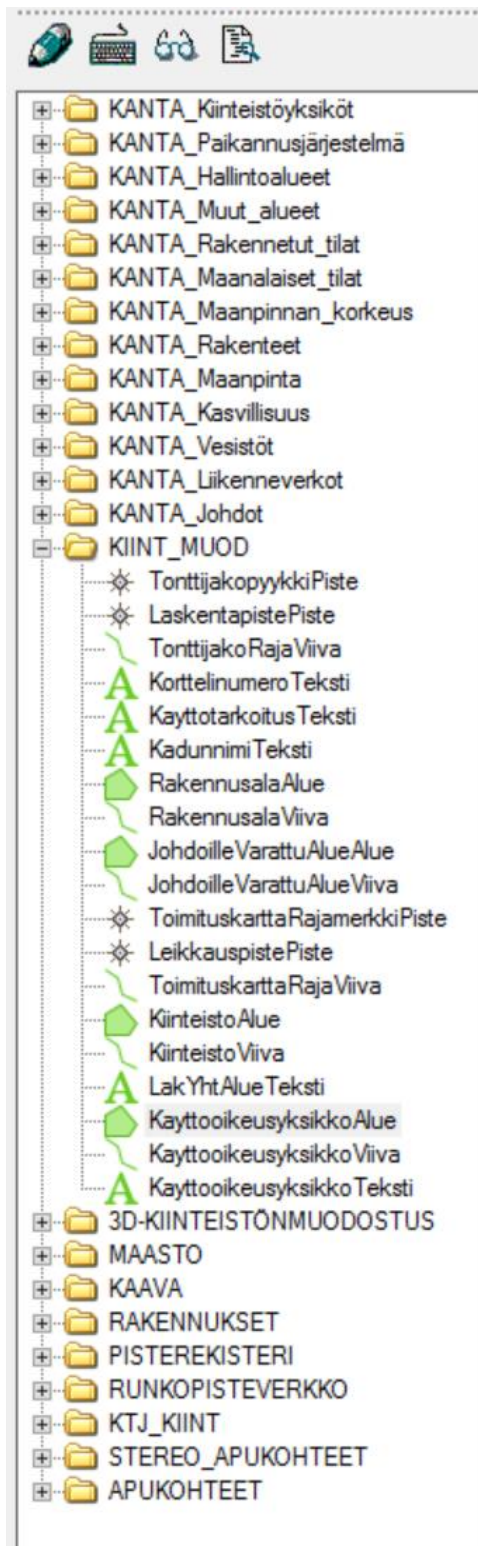 KANTA_Kiinteistöyksiköt
KANTA_Paikannusjärjestelmä
KANTA_Hallintoalueet
KANTA_Muut_alueet
KANTA_Rakennetut_tilat
KANTA_Maanalaiset_tilat
KANTA_Maanpinnan_korkeus
KANTA_Rakenteet
KANTA_Maanpinta
KANTA_Kasvillisuus
KANTA_Vesistöt
KANTA_Liikenneverkot
KANTA_Johdot
KIINT_MUOD
TonttijakopyykkiPiste
LaskentapistePiste
TonttijakoRajaViiva
KorttelinumeroTeksti
KayttotarkoitusTeksti
KadunnimiTeksti
RakennusalaAlue
RakennusalaViiva
JohdoilleVarattuAlueAlue
JohdoilleVarattuAlueViiva
ToimituskarttaRajamerkkiPiste
LeikkauspistePiste
ToimituskarttaRajaViiva
KiinteistoAlue
KiinteistoViiva
LakYhtAlueTeksti
KayttooikeusyksikkoAlue
KayttooikeusyksikkoViiva
KayttooikeusyksikkoTeksti
3D-KIINTEISTÖNMUODOSTUS
MAASTO
KAAVA
RAKENNUKSET
PISTEREKISTERI
RUNKOPISTEVERKKO
KTJ_KIINT
STEREO_APUKOHTEET
APUKOHTEET